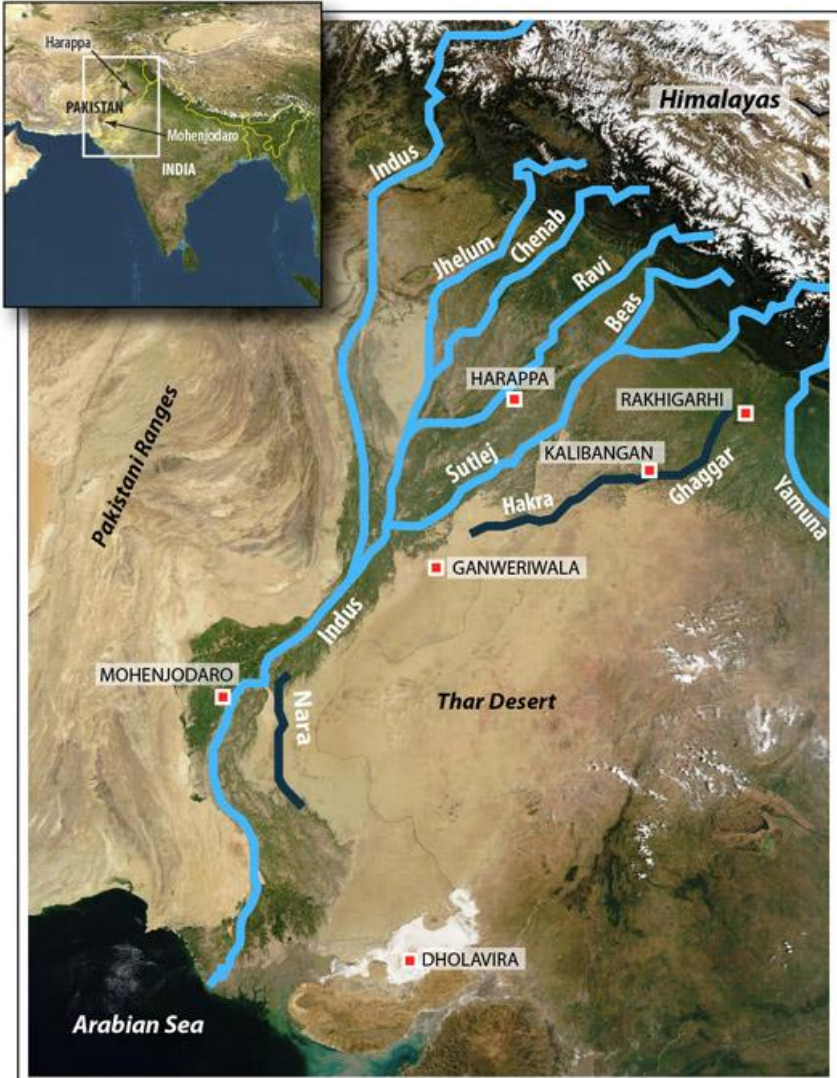 Harappa
PAKISTAN
Mohenjodaro
INDIA
Himalayas
Indus
Jhelum
Chenab
Ravi
Beas
HARAPPA
RAKHIGARHI
Pakistani Ranges
Sutlej
KALIBANGAN
Ghaggar
Hakra
Yamuna
GANWERIWALA
Indus
MOHENJODARO
Nara
Thar Desert
DHOLAVIRA
Arabian Sea